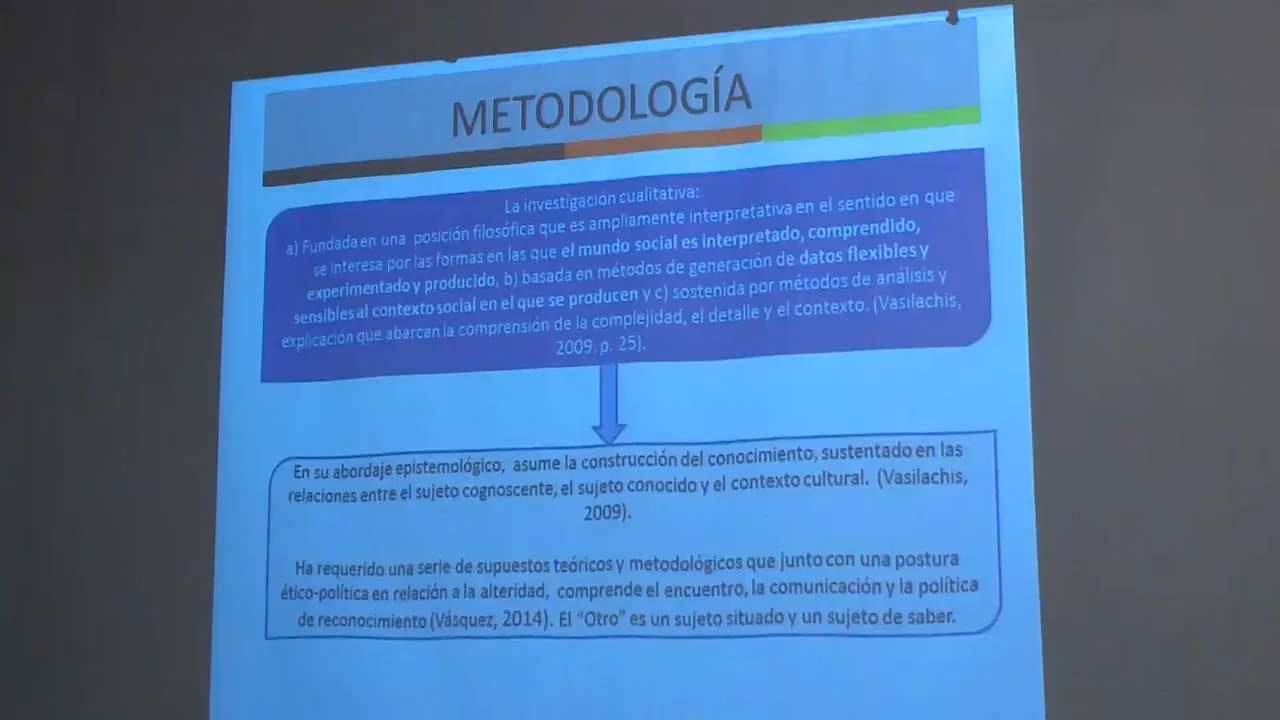 METODOLOGÍA
La investigación cualitativa:
a) Fundada en una posición filosófica que es ampliamente interpretativa en el sentido en que
se interesa por las formas en las que el mundo social es interpretado, comprendido,
experimentado y producido, b) basada en métodos de generación de datos flexibles y
sensibles al contexto social en el que se producen y c) sostenida por métodos de análisis y
explicación que abarcan la comprensión de la complejidad, el detalle y el contexto. (Vasilachis,
2009, p. 25).
En su abordaje epistemológico, asume la construcción del conocimiento, sustentado en las
relaciones entre el sujeto cognoscente, el sujeto conocido y el contexto cultural. (Vasilachis,
2009).
Ha requerido una serie de supuestos teóricos y metodológicos que junto con una postura
ético-política en relación a la alteridad, comprende el encuentro, la comunicación y la política
de reconocimiento (Vásquez, 2014). El "Otro" es un sujeto situado y un sujeto de saber.